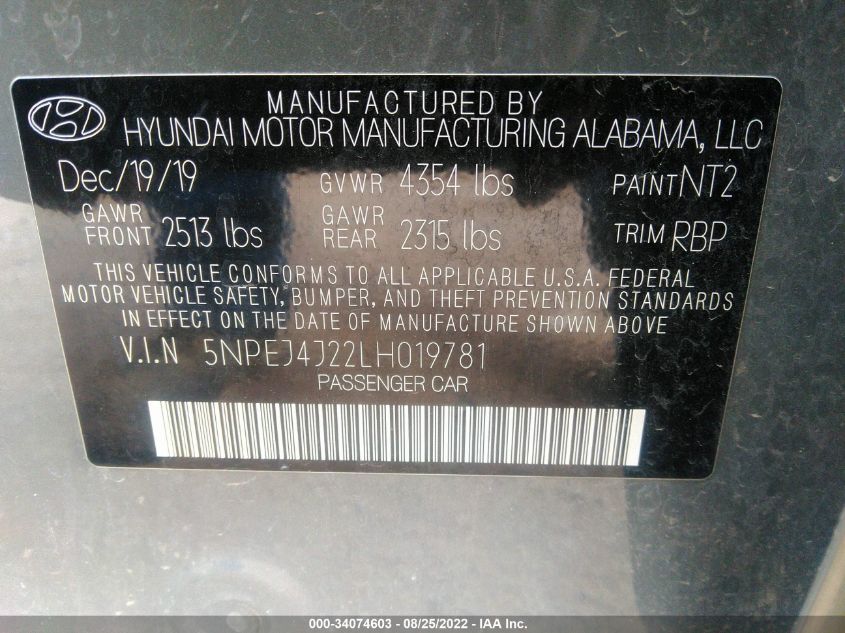 MANUFACTURED BY
HYUNDAI MOTOR MANUFACTURING ALABAMA, LLC
Dec/19/19 GVWR 4354 lbs PAINT NT2
GAWR FRONT 2513 lbs GAWR REAR 2315 lbs TRIM RBP
THIS VEHICLE CONFORMS TO ALL APPLICABLE U.S.A. FEDERAL
MOTOR VEHICLE SAFETY, BUMPER, AND THEFT PREVENTION STANDARDS
IN EFFECT ON THE DATE OF MANUFACTURE SHOWN ABOVE
V.I.N 5NPEJ4J22LH019781
PASSENGER CAR
000-34074603 - 08/25/2022 - IAA Inc.